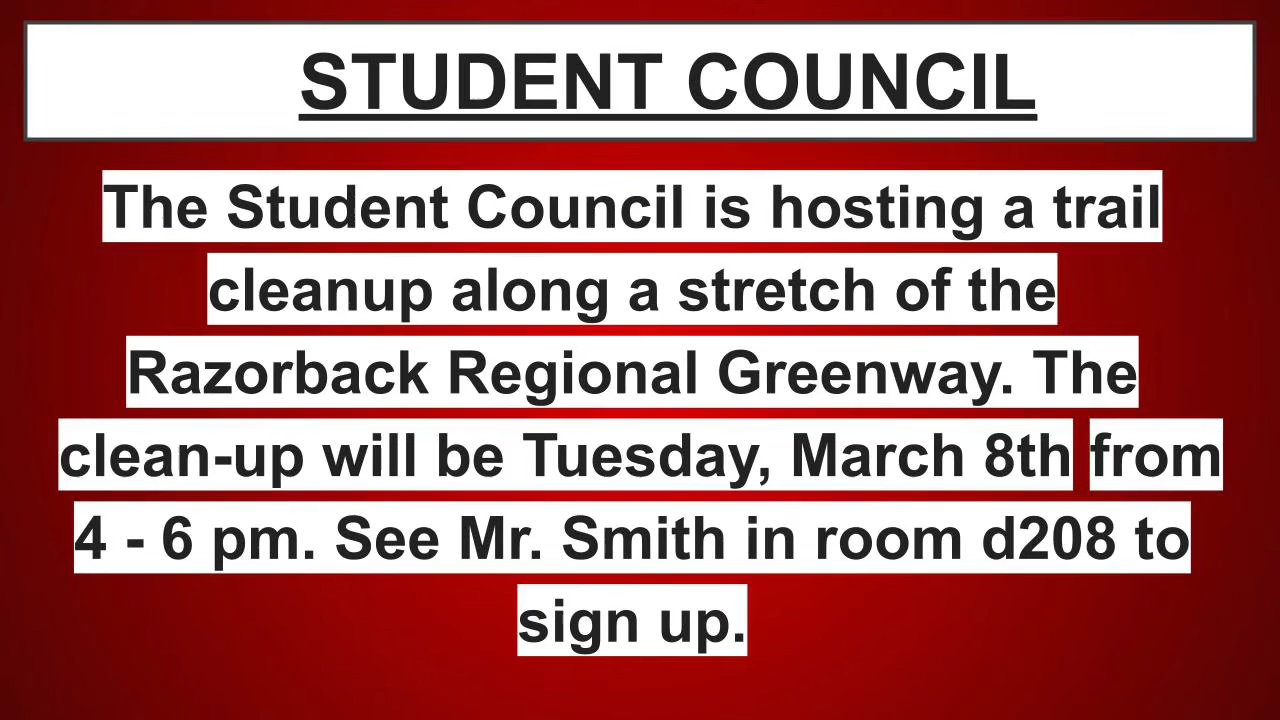 STUDENT COUNCIL
The Student Council is hosting a trail
cleanup along a stretch of the
Razorback Regional Greenway. The
clean-up will be Tuesday, March 8th from
4 - 6 pm. See Mr. Smith in room d208 to
sign up.